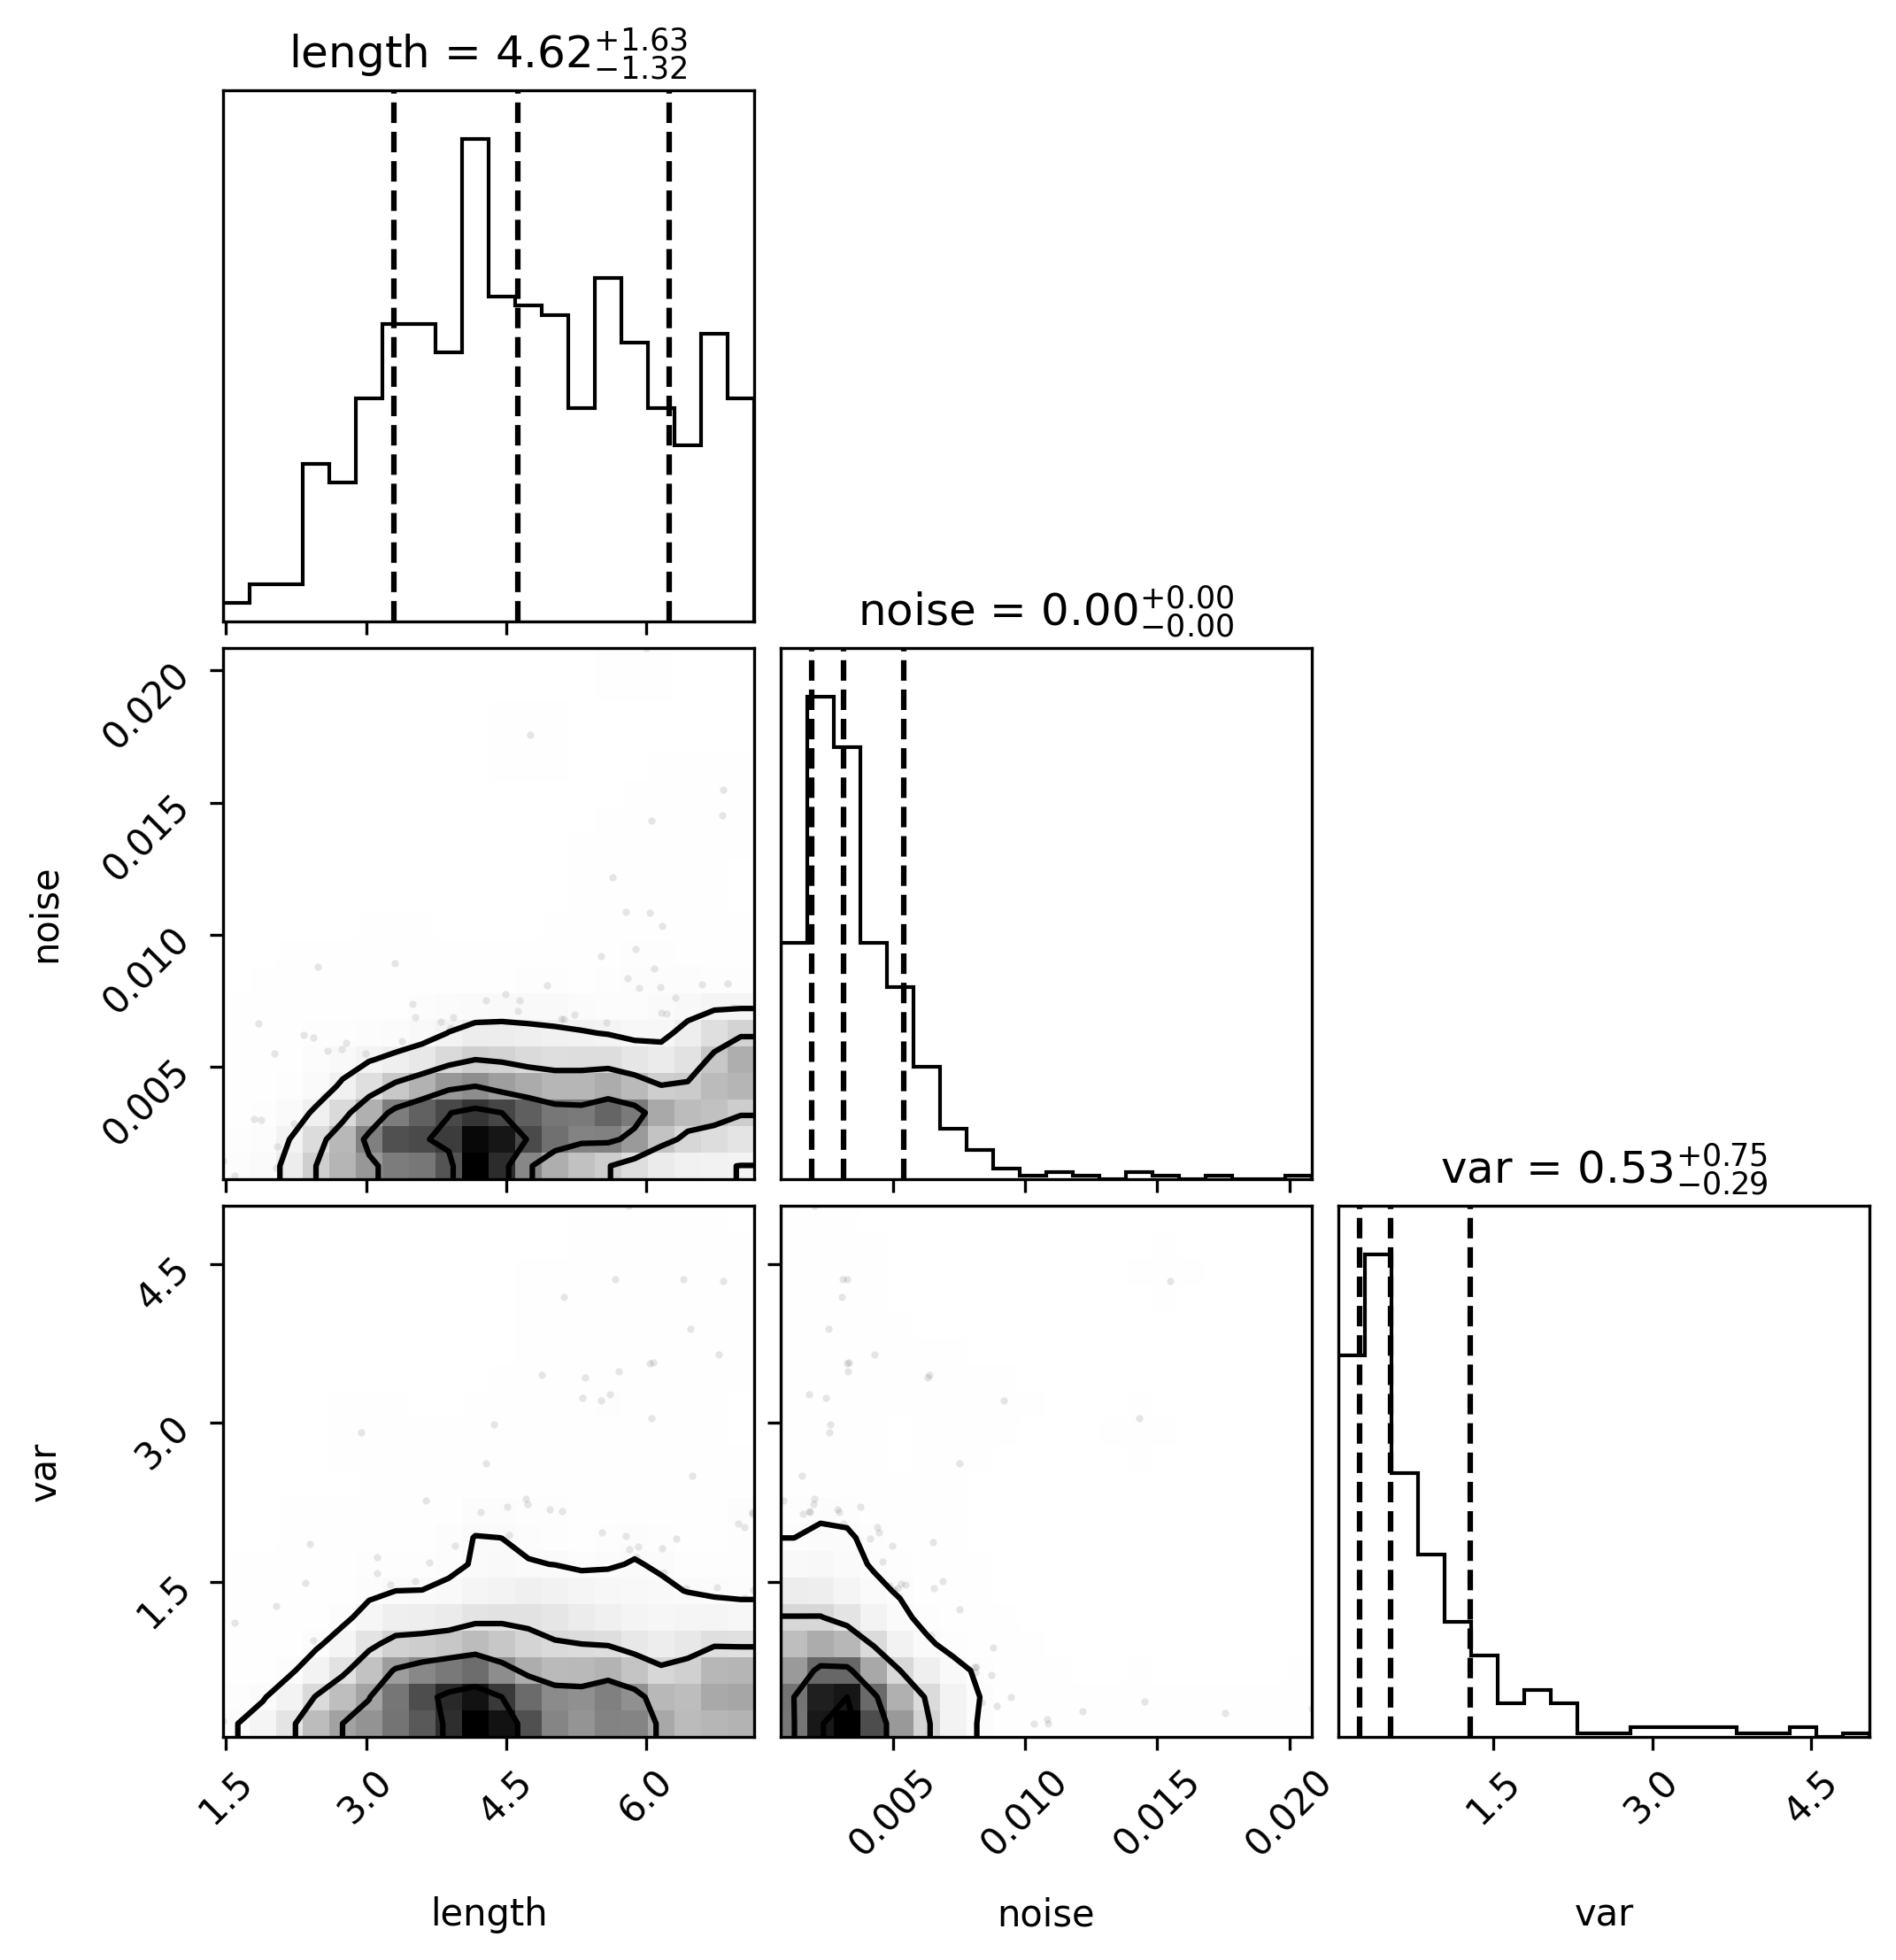 length = 4.62 +1.63 −1.32
noise = 0.00 +0.00 −0.00
0.020
0.015
0.010
0.005
noise
var = 0.53 +0.75 −0.29
4.5
3.0
1.5
var
1.5 3.0 4.5 6.0 0.005 0.010 0.015 0.020 1.5 3.0 4.5
length noise var